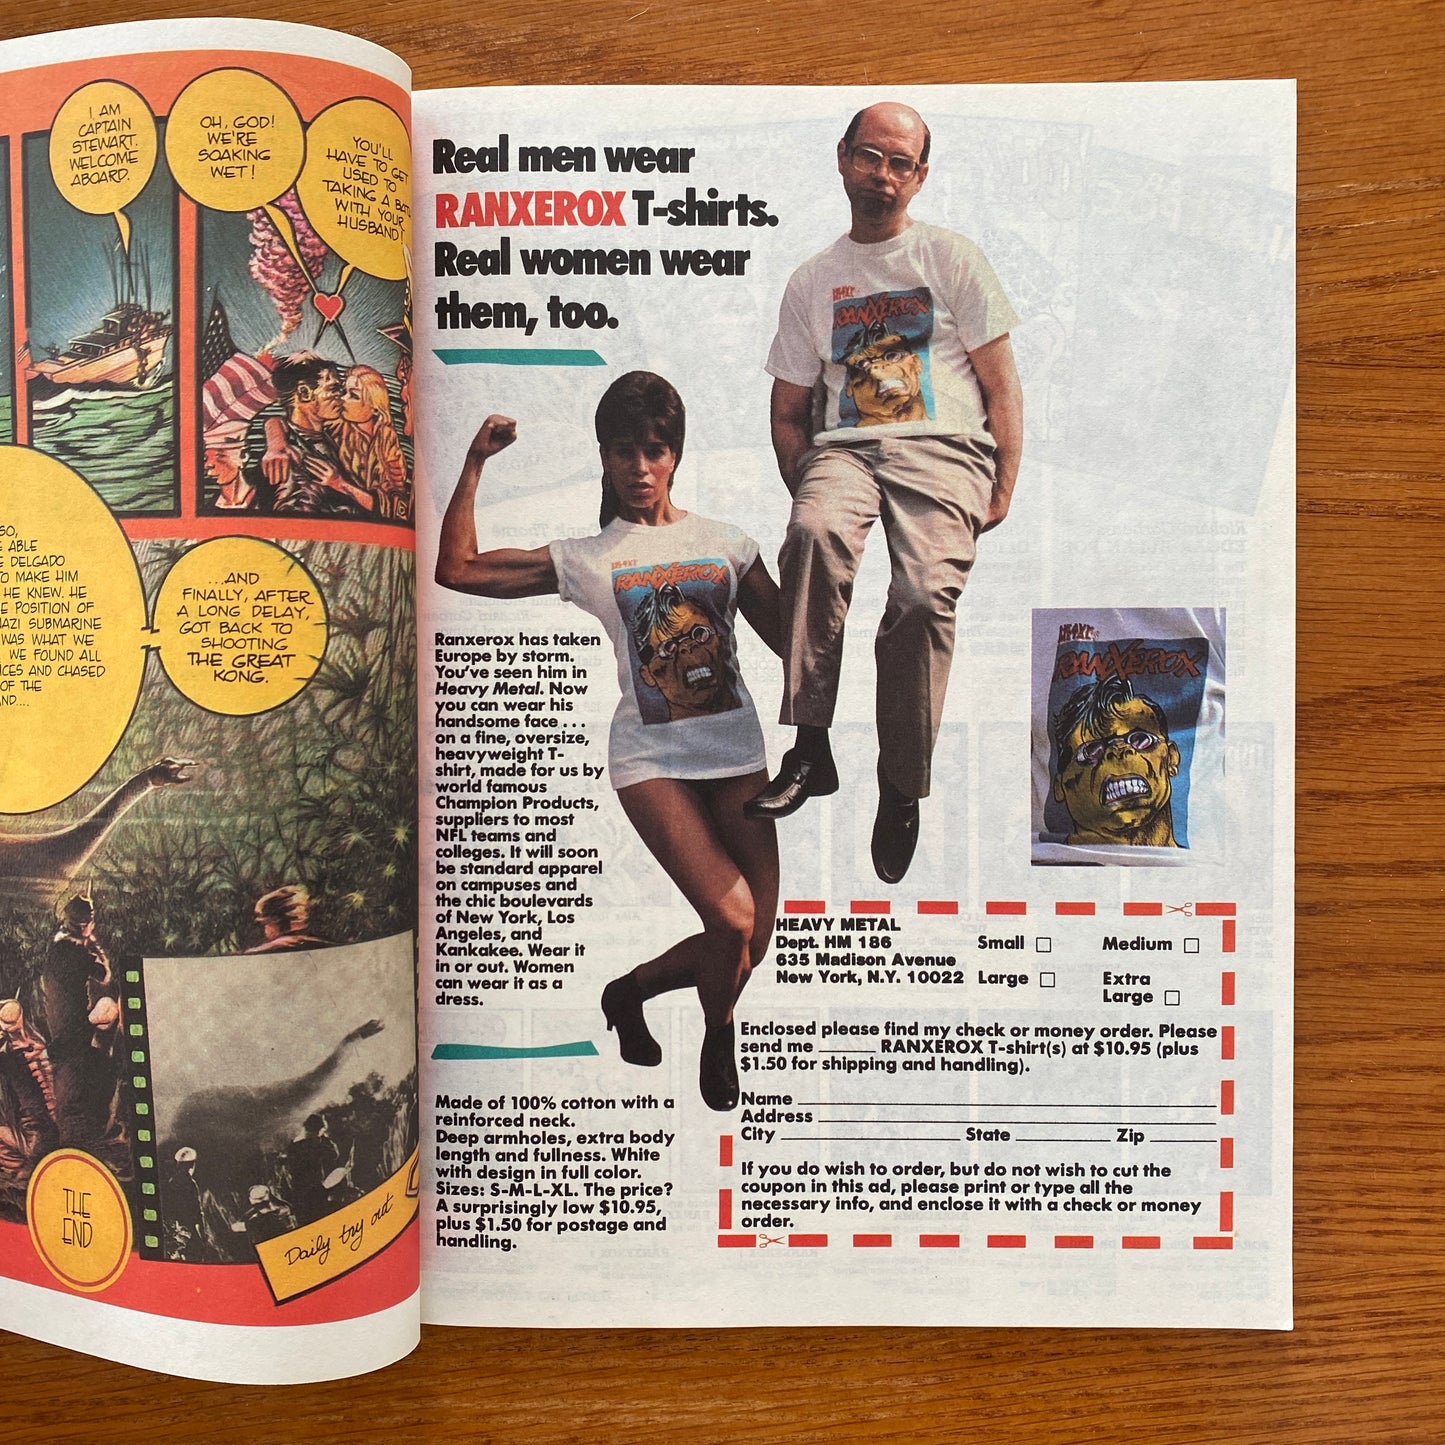 I AM
CAPTAIN
STEWART.
WELCOME
ABOARD.
OH, GOD!
WE'RE
SOAKING
WET!
YOU'LL
HAVE TO GET
USED TO
TAKING A
WITH YOUR
HUSBAND!
SO,
ABLE
DELGADO
TO MAKE HIM
HE KNEW. HE
POSITION OF
SUBMARINE
WAS WHAT WE
WE FOUND ALL
AND CHASED
OF THE
...AND
FINALLY, AFTER
A LONG DELAY,
GOT BACK TO
SHOOTING
THE GREAT
KONG.
THE
END
Daily try out
Real men wear
RANXEROX T-shirts.
Real women wear
them, too.
RANXEROX
RANXEROX
RANXEROX
Ranxerox has taken
Europe by storm.
You've seen him in
Heavy Metal. Now
you can wear his
handsome face . . .
on a fine, oversize,
heavyweight T-
shirt, made for us by
world famous
Champion Products,
suppliers to most
NFL teams and
colleges. It will soon
be standard apparel
on campuses and
the chic boulevards
of New York, Los
Angeles, and
Kankakee. Wear it
in or out. Women
can wear it as a
dress.
Made of 100% cotton with a
reinforced neck.
Deep armholes, extra body
length and fullness. White
with design in full color.
Sizes: S-M-L-XL. The price?
A surprisingly low $10.95,
plus $1.50 for postage and
handling.
HEAVY METAL
Dept. HM 186
635 Madison Avenue
New York, N.Y. 10022
Small
Medium
Large
Extra
Large
Enclosed please find my check or money order. Please
send me ______ RANXEROX T-shirt(s) at $10.95 (plus
$1.50 for shipping and handling).
Name
Address
City State Zip
If you do wish to order, but do not wish to cut the
coupon in this ad, please print or type all the
necessary info, and enclose it with a check or money
order.